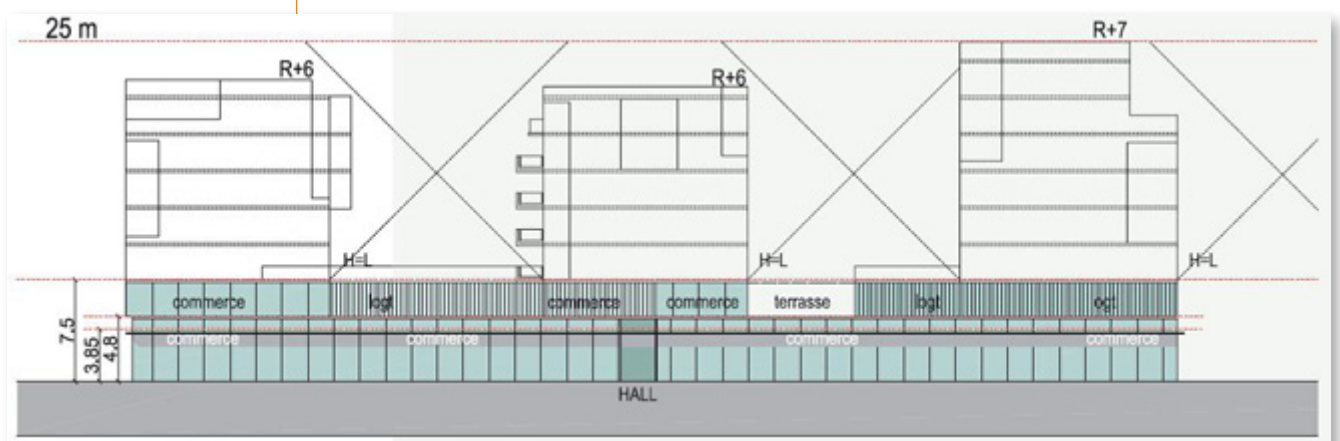 25 m
R+7
R+6
R+6
H=L
H=L
H=L
commerce
logt
commerce
commerce
terrasse
logt
ogt
7.5
3.85
4.8
commerce
commerce
commerce
commerce
HALL